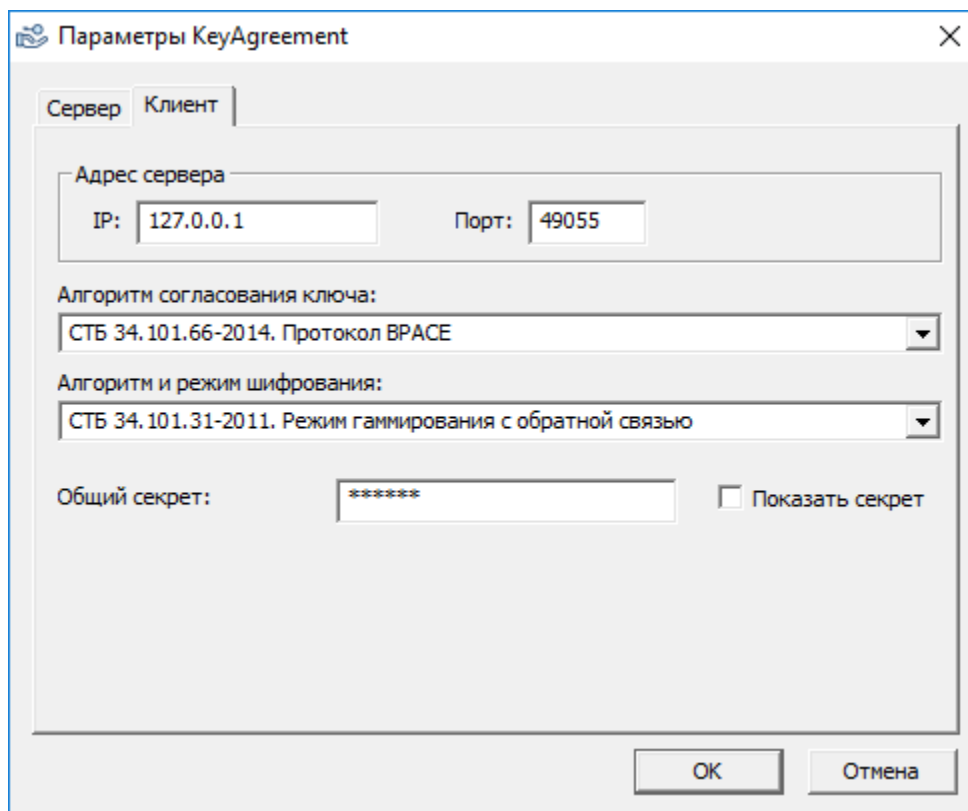 Параметры KeyAgreement
Сервер Клиент
Адрес сервера
IP: 127.0.0.1 Порт: 49055
Алгоритм согласования ключа:
СТБ 34.101.66-2014. Протокол BPACE
Алгоритм и режим шифрования:
СТБ 34.101.31-2011. Режим гаммирования с обратной связью
Общий секрет: ****** Показать секрет
OK Отмена